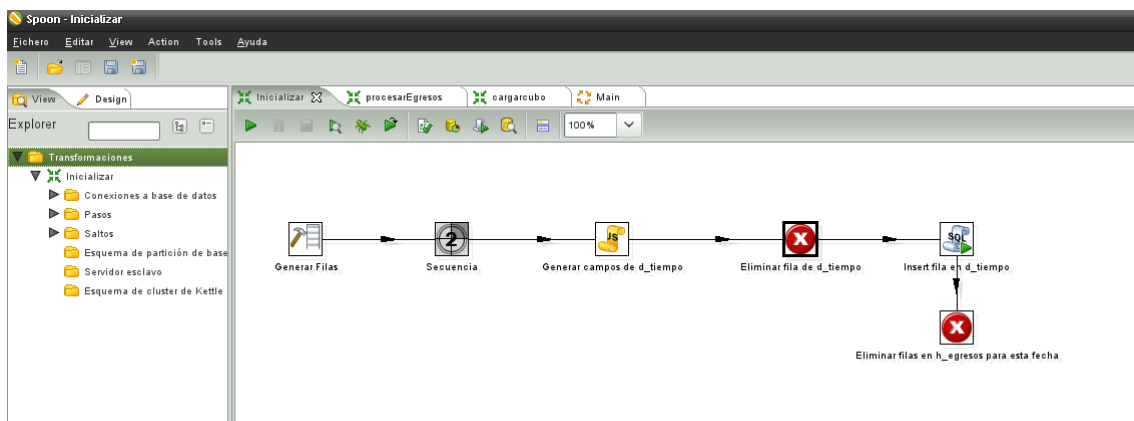 Spoon - Inicializar
Fichero Editar View Action Tools Ayuda
View Design
Inicializar procesarEgresos cargarcubo Main
Explorer
100%
Transformaciones
Inicializar
Conexiones a base de datos
Pasos
Saltos
Esquema de partición de base
Servidor esclavo
Esquema de cluster de Kettle
2 JS SQL
Generar Filas Secuencia Generar campos de d_tiempo Eliminar fila de d_tiempo Insert fila en d_tiempo
Eliminar filas en h_egresos para esta fecha